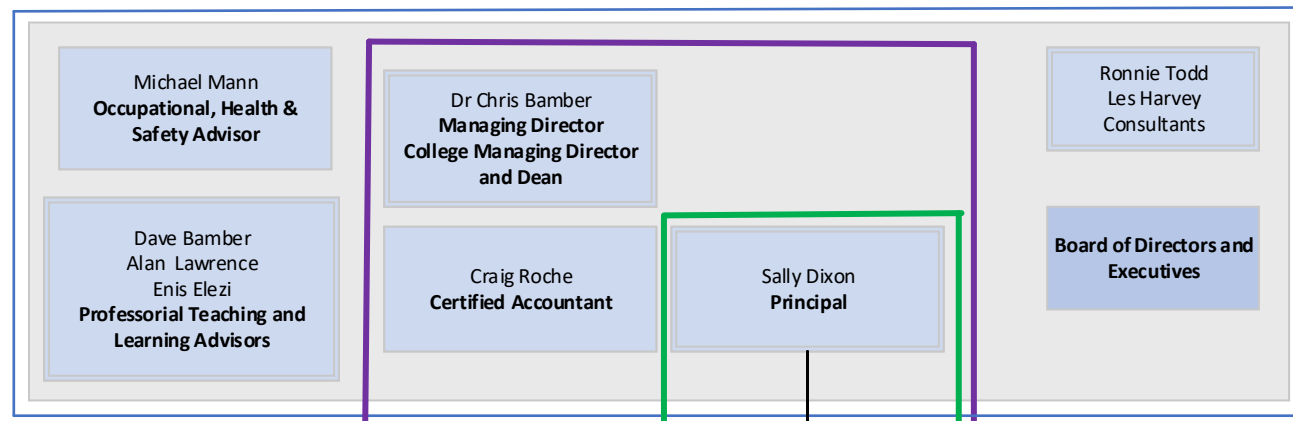 Michael Mann
Occupational, Health &
Safety Advisor
Dr Chris Bamber
Managing Director
College Managing Director
and Dean
Ronnie Todd
Les Harvey
Consultants
Dave Bamber
Alan Lawrence
Enis Elezi
Professorial Teaching and
Learning Advisors
Craig Roche
Certified Accountant
Sally Dixon
Principal
Board of Directors and
Executives